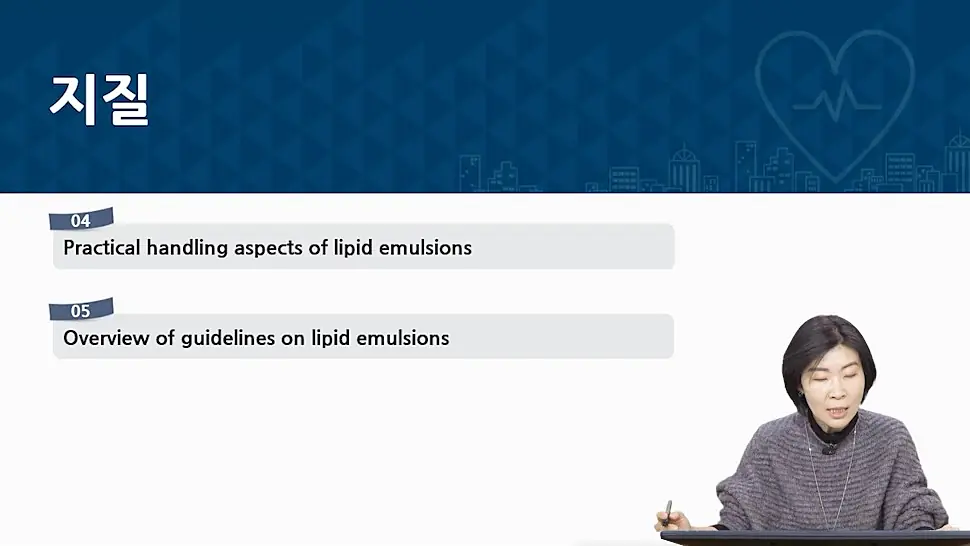 지질
04
Practical handling aspects of lipid emulsions
05
Overview of guidelines on lipid emulsions